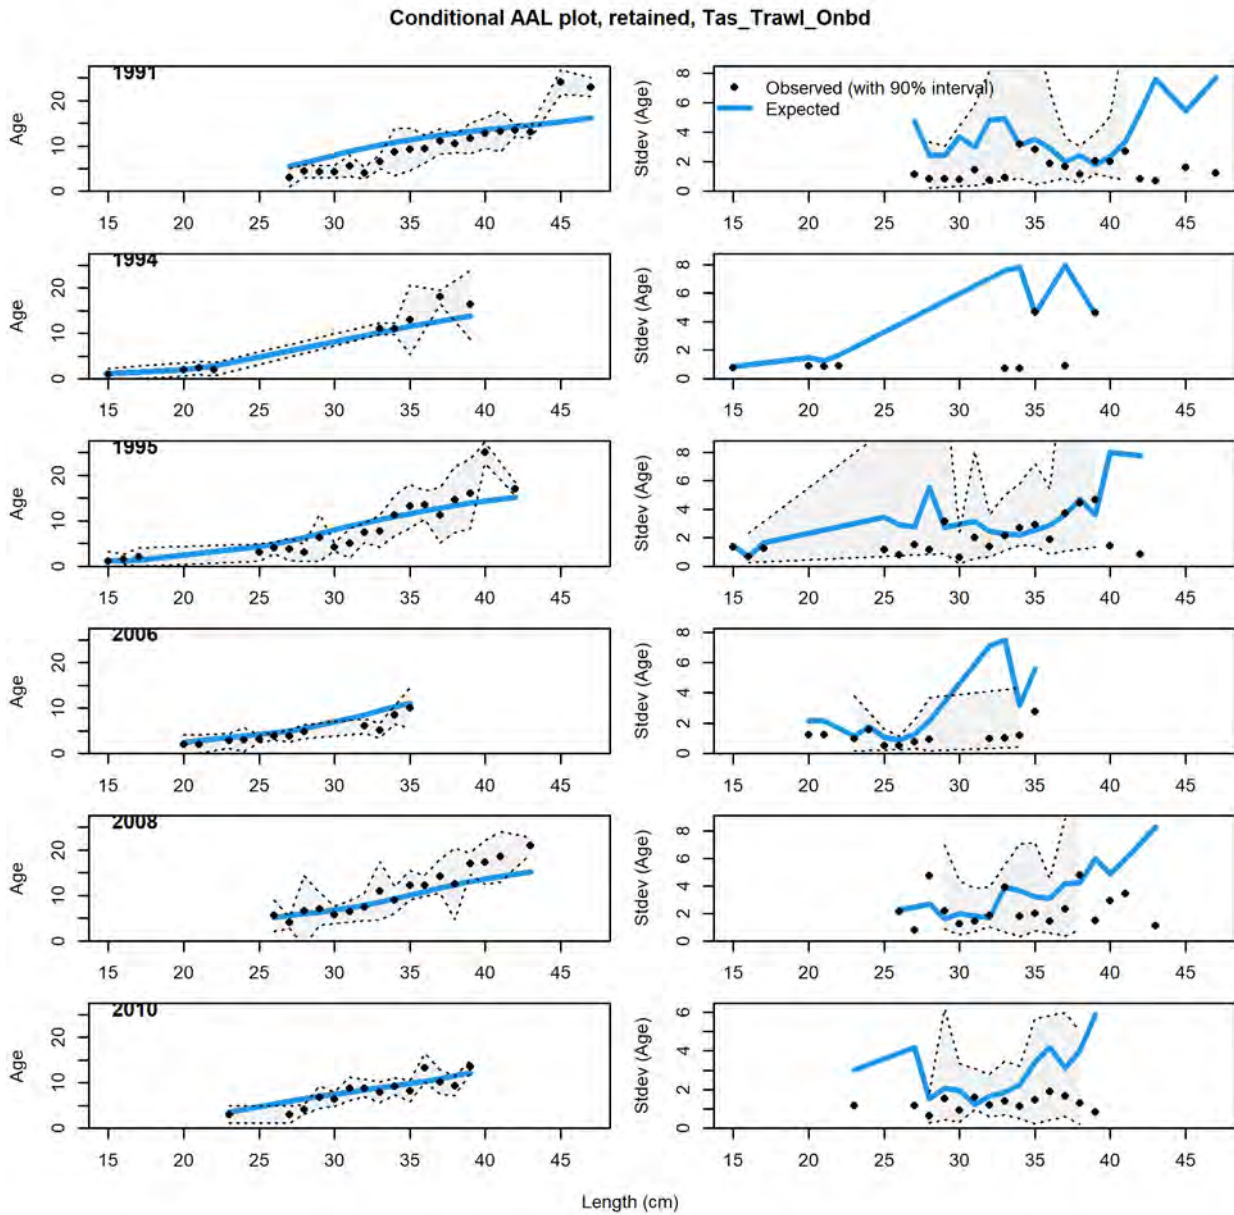 Conditional AAL plot, retained, Tas_Trawl_Onbd
1991
Age
0 10 20
15 20 25 30 35 40 45
Stdev (Age)
0 2 4 6 8
Observed (with 90% interval)
Expected
15 20 25 30 35 40 45
1994
Age
0 10 20
15 20 25 30 35 40 45
Stdev (Age)
0 2 4 6 8
15 20 25 30 35 40 45
1995
Age
0 10 20
15 20 25 30 35 40 45
Stdev (Age)
0 2 4 6 8
15 20 25 30 35 40 45
2006
Age
0 10 20
15 20 25 30 35 40 45
Stdev (Age)
0 2 4 6 8
15 20 25 30 35 40 45
2008
Age
0 10 20
15 20 25 30 35 40 45
Stdev (Age)
0 2 4 6 8
15 20 25 30 35 40 45
2010
Age
0 10 20
15 20 25 30 35 40 45
Stdev (Age)
0 2 4 6
15 20 25 30 35 40 45
Length (cm)